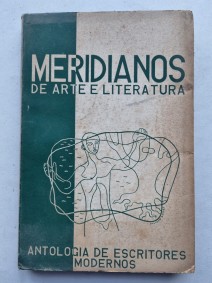 MERIDIANOS
DE ARTE E LITERATURA
ANTOLOGIA DE ESCRITORES
MODERNOS